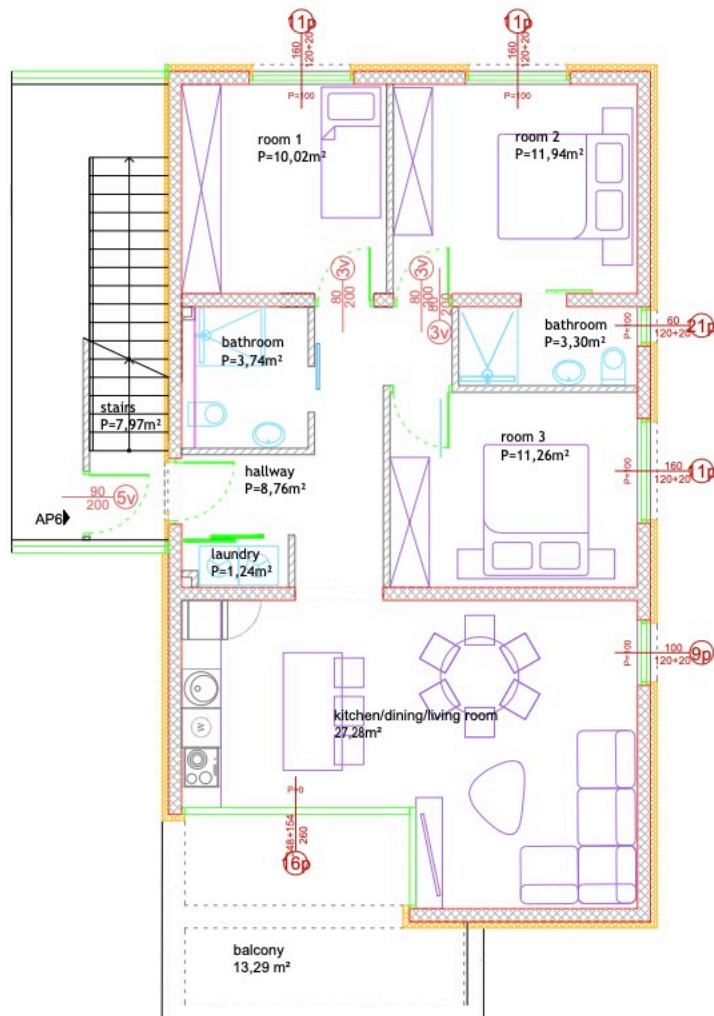 11p
160
120+20
P=100
11p
160
120+20
P=100
room 1
P=10,02m²
room 2
P=11,94m²
3v
80
200
3v
80
200
80
210
3v
bathroom
P=3,74m²
bathroom
P=3,30m²
P=100
60
120+20
21p
stairs
P=7,97m²
room 3
P=11,26m²
hallway
P=8,76m²
P=100
160
120+20
11p
90
200
5v
AP6
laundry
P=1,24m²
P=100
100
120+20
9p
kitchen/dining/living room
27,28m²
W
P=0
48+154
260
16p
balcony
13,29 m²